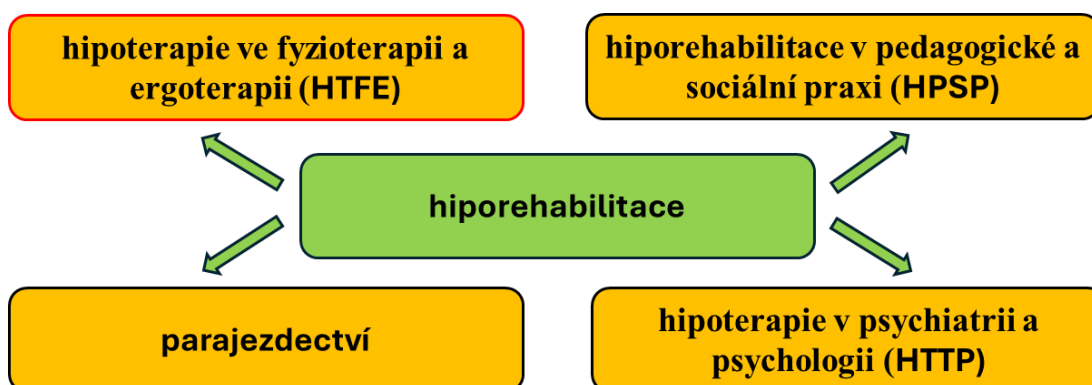 hipoterapie ve fyzioterapii a
ergoterapii (HTFE)
hiporehabilitace v pedagogické a
sociální praxi (HPSP)
hiporehabilitace
parajezdectví
hipoterapie v psychiatrii a
psychologii (HTTP)